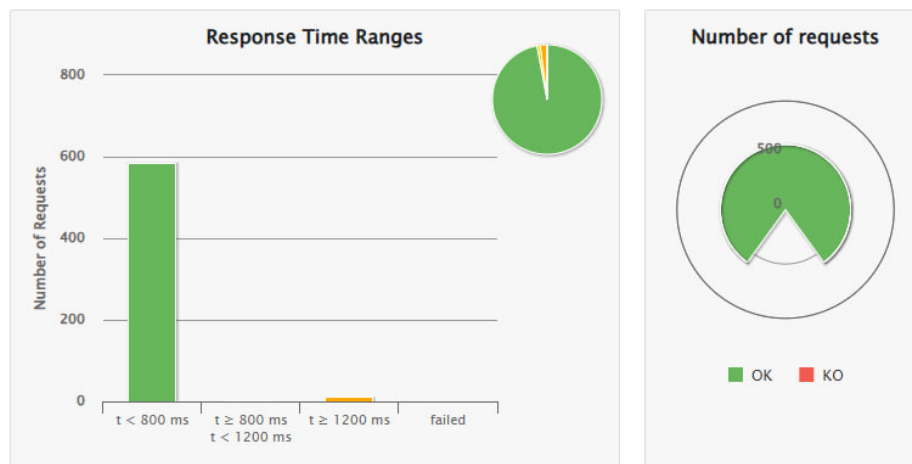 Response Time Ranges
Number of Requests
800
600
400
200
0
t < 800 ms
t ≥ 800 ms
t < 1200 ms
t ≥ 1200 ms
failed
Number of requests
500
0
OK
KO